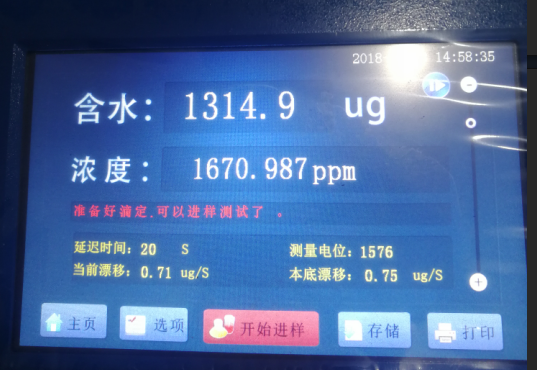 2018 14:58:35
含水: 1314.9 ug
浓度: 1670.987ppm
准备好滴定,可以进样测试了 。
延迟时间: 20 S 测量电位: 1576
当前漂移: 0.71 ug/S 本底漂移: 0.75 ug/S
主页 选项 开始进样 存储 打印